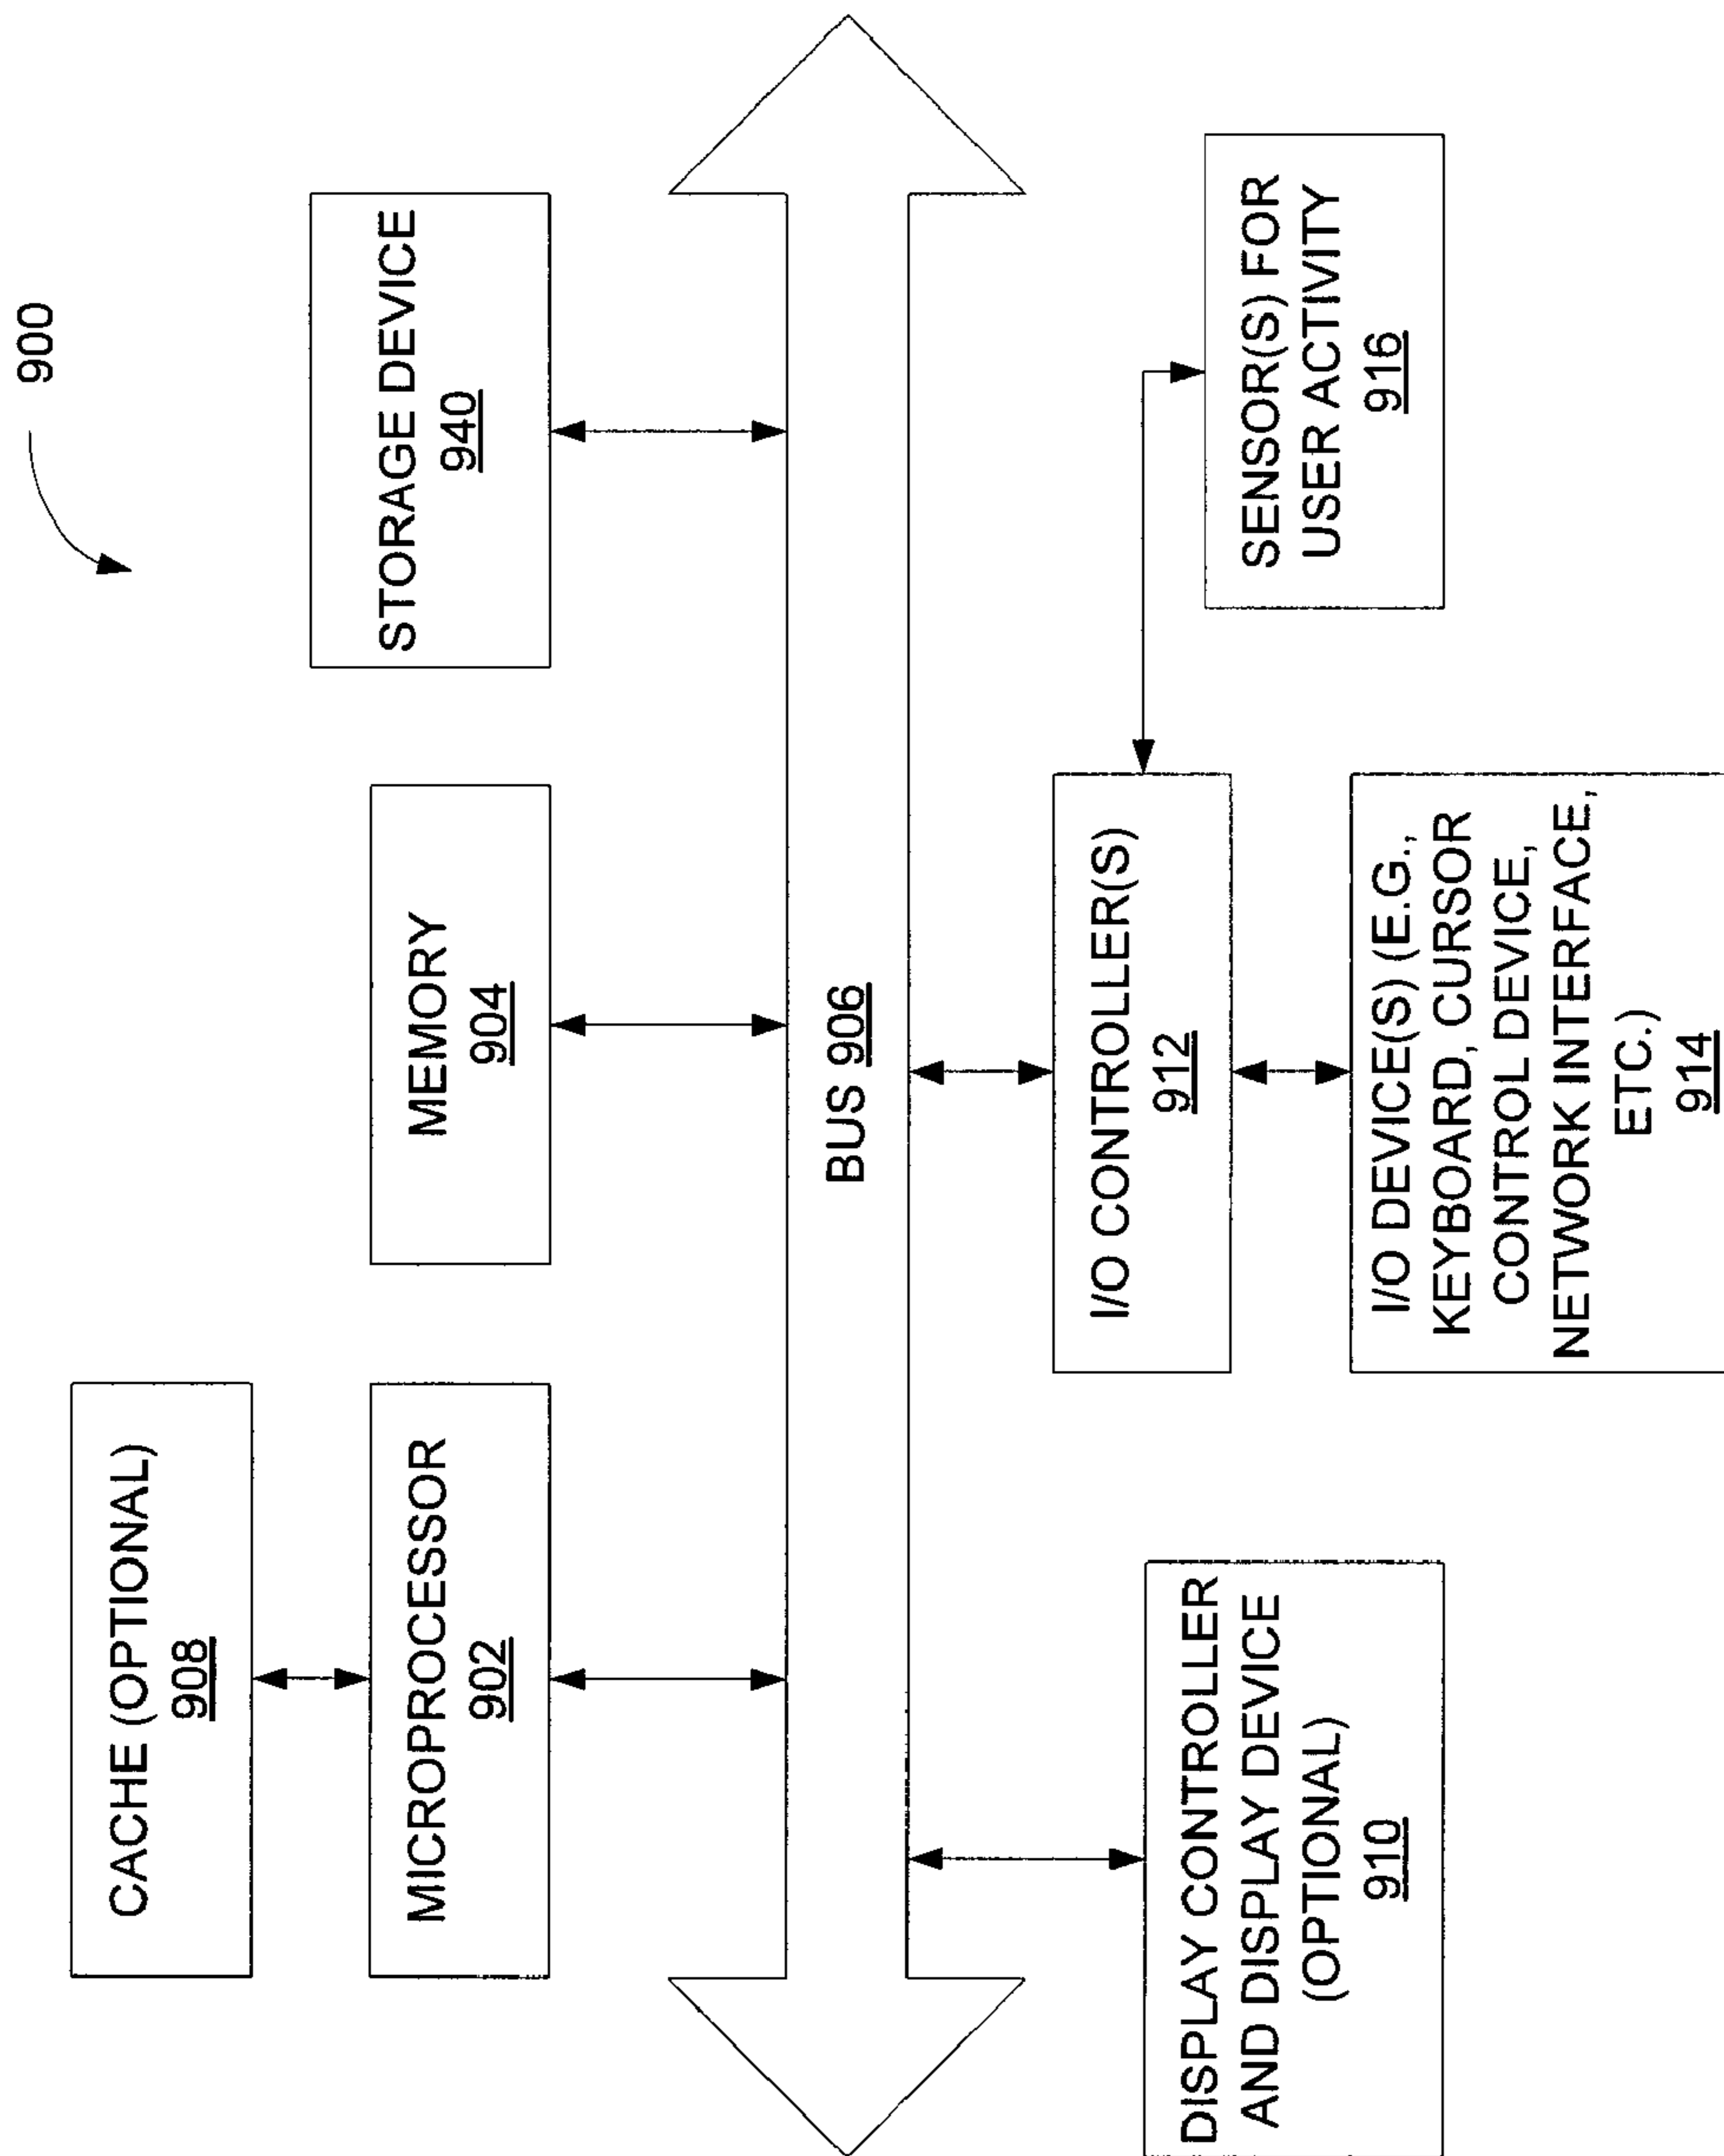 900
CACHE (OPTIONAL)
908
MICROPROCESSOR
902
MEMORY
904
STORAGE DEVICE
940
BUS 906
DISPLAY CONTROLLER
AND DISPLAY DEVICE
(OPTIONAL)
910
I/O CONTROLLER(S)
912
I/O DEVICE(S) (E.G.,
KEYBOARD, CURSOR
CONTROL DEVICE,
NETWORK INTERFACE,
ETC.)
914
SENSOR(S) FOR
USER ACTIVITY
916